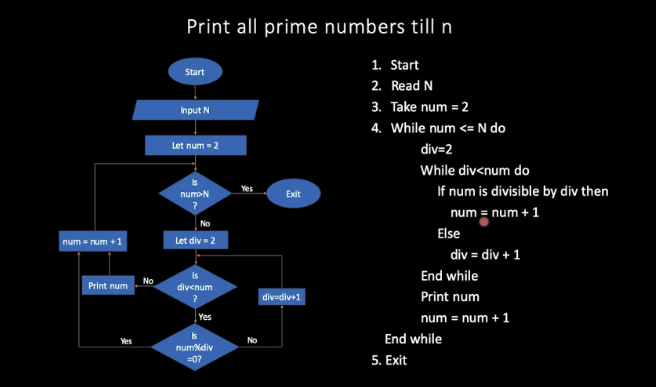 Print all prime numbers till n
Start
Input N
Let num = 2
Is
num>N
?
Yes
Exit
No
num = num + 1
Let div = 2
Print num
No
Is
div<num
?
div=div+1
Yes
Yes
Is
num%div
=0?
No
1. Start
2. Read N
3. Take num = 2
4. While num <= N do
div=2
While div<num do
If num is divisible by div then
num = num + 1
Else
div = div + 1
End while
Print num
num = num + 1
End while
5. Exit